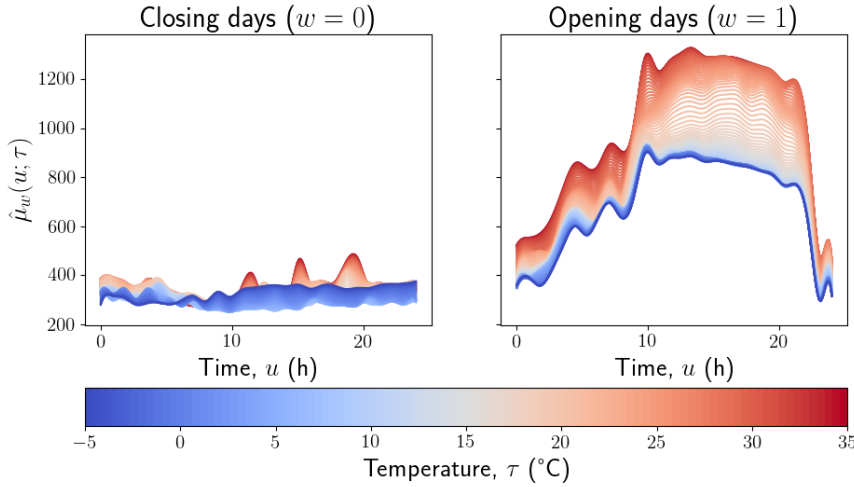 Closing days (w = 0)
Opening days (w = 1)
μ̂_w(u; τ)
1200
1000
800
600
400
200
0 10 20
0 10 20
Time, u (h)
Time, u (h)
−5 0 5 10 15 20 25 30 35
Temperature, τ (°C)